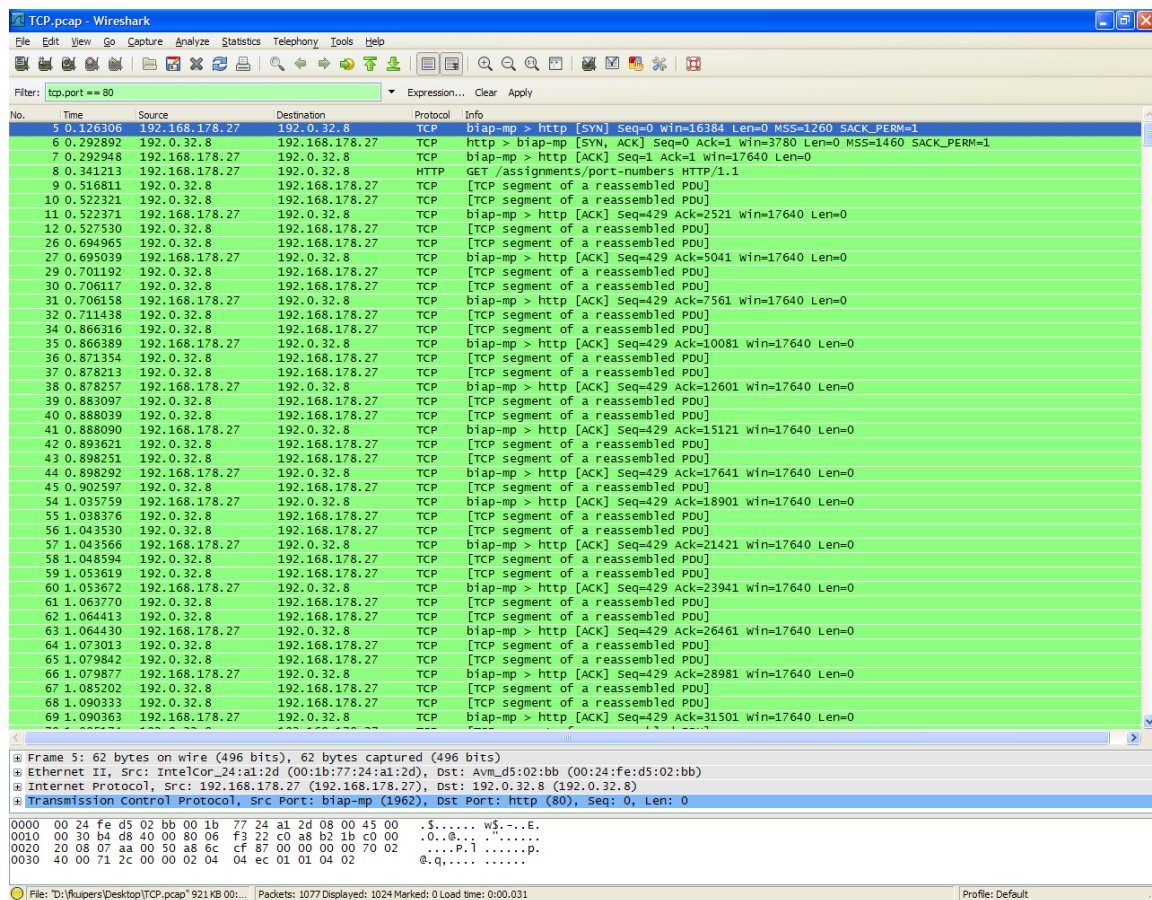 TCP.pcap - Wireshark
File Edit View Go Capture Analyze Statistics Telephony Tools Help
Filter: tcp.port == 80 Expression... Clear Apply
No. Time Source Destination Protocol Info
5 0.126306 192.168.178.27 192.0.32.8 TCP biap-mp > http [SYN] Seq=0 Win=16384 Len=0 MSS=1260 SACK_PERM=1
6 0.292892 192.0.32.8 192.168.178.27 TCP http > biap-mp [SYN, ACK] Seq=0 Ack=1 Win=3780 Len=0 MSS=1460 SACK_PERM=1
7 0.292948 192.168.178.27 192.0.32.8 TCP biap-mp > http [ACK] Seq=1 Ack=1 Win=17640 Len=0
8 0.341213 192.168.178.27 192.0.32.8 HTTP GET /assignments/port-numbers HTTP/1.1
9 0.516811 192.0.32.8 192.168.178.27 TCP [TCP segment of a reassembled PDU]
10 0.522321 192.0.32.8 192.168.178.27 TCP [TCP segment of a reassembled PDU]
11 0.522371 192.168.178.27 192.0.32.8 TCP biap-mp > http [ACK] Seq=429 Ack=2521 Win=17640 Len=0
12 0.527530 192.0.32.8 192.168.178.27 TCP [TCP segment of a reassembled PDU]
26 0.694965 192.0.32.8 192.168.178.27 TCP [TCP segment of a reassembled PDU]
27 0.695039 192.168.178.27 192.0.32.8 TCP biap-mp > http [ACK] Seq=429 Ack=5041 Win=17640 Len=0
29 0.701192 192.0.32.8 192.168.178.27 TCP [TCP segment of a reassembled PDU]
30 0.706117 192.0.32.8 192.168.178.27 TCP [TCP segment of a reassembled PDU]
31 0.706158 192.168.178.27 192.0.32.8 TCP biap-mp > http [ACK] Seq=429 Ack=7561 Win=17640 Len=0
32 0.711438 192.0.32.8 192.168.178.27 TCP [TCP segment of a reassembled PDU]
34 0.866316 192.0.32.8 192.168.178.27 TCP [TCP segment of a reassembled PDU]
35 0.866389 192.168.178.27 192.0.32.8 TCP biap-mp > http [ACK] Seq=429 Ack=10081 Win=17640 Len=0
36 0.871354 192.0.32.8 192.168.178.27 TCP [TCP segment of a reassembled PDU]
37 0.878213 192.0.32.8 192.168.178.27 TCP [TCP segment of a reassembled PDU]
38 0.878257 192.168.178.27 192.0.32.8 TCP biap-mp > http [ACK] Seq=429 Ack=12601 Win=17640 Len=0
39 0.883097 192.0.32.8 192.168.178.27 TCP [TCP segment of a reassembled PDU]
40 0.888039 192.0.32.8 192.168.178.27 TCP [TCP segment of a reassembled PDU]
41 0.888090 192.168.178.27 192.0.32.8 TCP biap-mp > http [ACK] Seq=429 Ack=15121 Win=17640 Len=0
42 0.893621 192.0.32.8 192.168.178.27 TCP [TCP segment of a reassembled PDU]
43 0.898251 192.0.32.8 192.168.178.27 TCP [TCP segment of a reassembled PDU]
44 0.898292 192.168.178.27 192.0.32.8 TCP biap-mp > http [ACK] Seq=429 Ack=17641 Win=17640 Len=0
45 0.902597 192.0.32.8 192.168.178.27 TCP [TCP segment of a reassembled PDU]
54 1.035759 192.168.178.27 192.0.32.8 TCP biap-mp > http [ACK] Seq=429 Ack=18901 Win=17640 Len=0
55 1.038376 192.0.32.8 192.168.178.27 TCP [TCP segment of a reassembled PDU]
56 1.043530 192.0.32.8 192.168.178.27 TCP [TCP segment of a reassembled PDU]
57 1.043566 192.168.178.27 192.0.32.8 TCP biap-mp > http [ACK] Seq=429 Ack=21421 Win=17640 Len=0
58 1.048594 192.0.32.8 192.168.178.27 TCP [TCP segment of a reassembled PDU]
59 1.053619 192.0.32.8 192.168.178.27 TCP [TCP segment of a reassembled PDU]
60 1.053672 192.168.178.27 192.0.32.8 TCP biap-mp > http [ACK] Seq=429 Ack=23941 Win=17640 Len=0
61 1.063770 192.0.32.8 192.168.178.27 TCP [TCP segment of a reassembled PDU]
62 1.064413 192.0.32.8 192.168.178.27 TCP [TCP segment of a reassembled PDU]
63 1.064430 192.168.178.27 192.0.32.8 TCP biap-mp > http [ACK] Seq=429 Ack=26461 Win=17640 Len=0
64 1.073013 192.0.32.8 192.168.178.27 TCP [TCP segment of a reassembled PDU]
65 1.079842 192.0.32.8 192.168.178.27 TCP [TCP segment of a reassembled PDU]
66 1.079877 192.168.178.27 192.0.32.8 TCP biap-mp > http [ACK] Seq=429 Ack=28981 Win=17640 Len=0
67 1.085202 192.0.32.8 192.168.178.27 TCP [TCP segment of a reassembled PDU]
68 1.090333 192.0.32.8 192.168.178.27 TCP [TCP segment of a reassembled PDU]
69 1.090363 192.168.178.27 192.0.32.8 TCP biap-mp > http [ACK] Seq=429 Ack=31501 Win=17640 Len=0
Frame 5: 62 bytes on wire (496 bits), 62 bytes captured (496 bits)
Ethernet II, Src: IntelCor_24:a1:2d (00:1b:77:24:a1:2d), Dst: Avm_d5:02:bb (00:24:fe:d5:02:bb)
Internet Protocol, Src: 192.168.178.27 (192.168.178.27), Dst: 192.0.32.8 (192.0.32.8)
Transmission Control Protocol, Src Port: biap-mp (1962), Dst Port: http (80), Seq: 0, Len: 0
0000 00 24 fe d5 02 bb 00 1b 77 24 a1 2d 08 00 45 00 .$...... w$.-..E.
0010 00 30 b4 d8 40 00 80 06 f3 22 c0 a8 b2 1b c0 00 .0..@... ."......
0020 20 08 07 aa 00 50 a8 6c cf 87 00 00 00 00 70 02 ....P.l ......p.
0030 40 00 71 2c 00 00 02 04 04 ec 01 01 04 02 @.q,.... ......
File: "D:\fkuipers\Desktop\TCP.pcap" 921 KB 00:... Packets: 1077 Displayed: 1024 Marked: 0 Load time: 0:00.031 Profile: Default